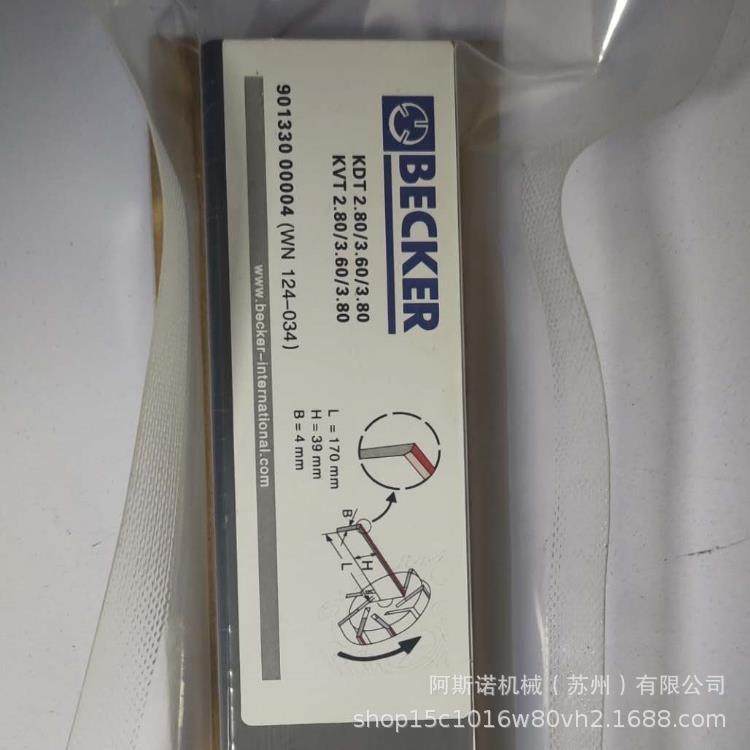 BECKER
KDT 2.80/3.60/3.80
KVT 2.80/3.60/3.80
901330 00004 (WN 124–034)
www.becker-international.com
L = 170 mm
H = 39 mm
B = 4 mm
B
L
H
阿斯诺机械（苏州）有限公司
shop15c1016w80vh2.1688.com